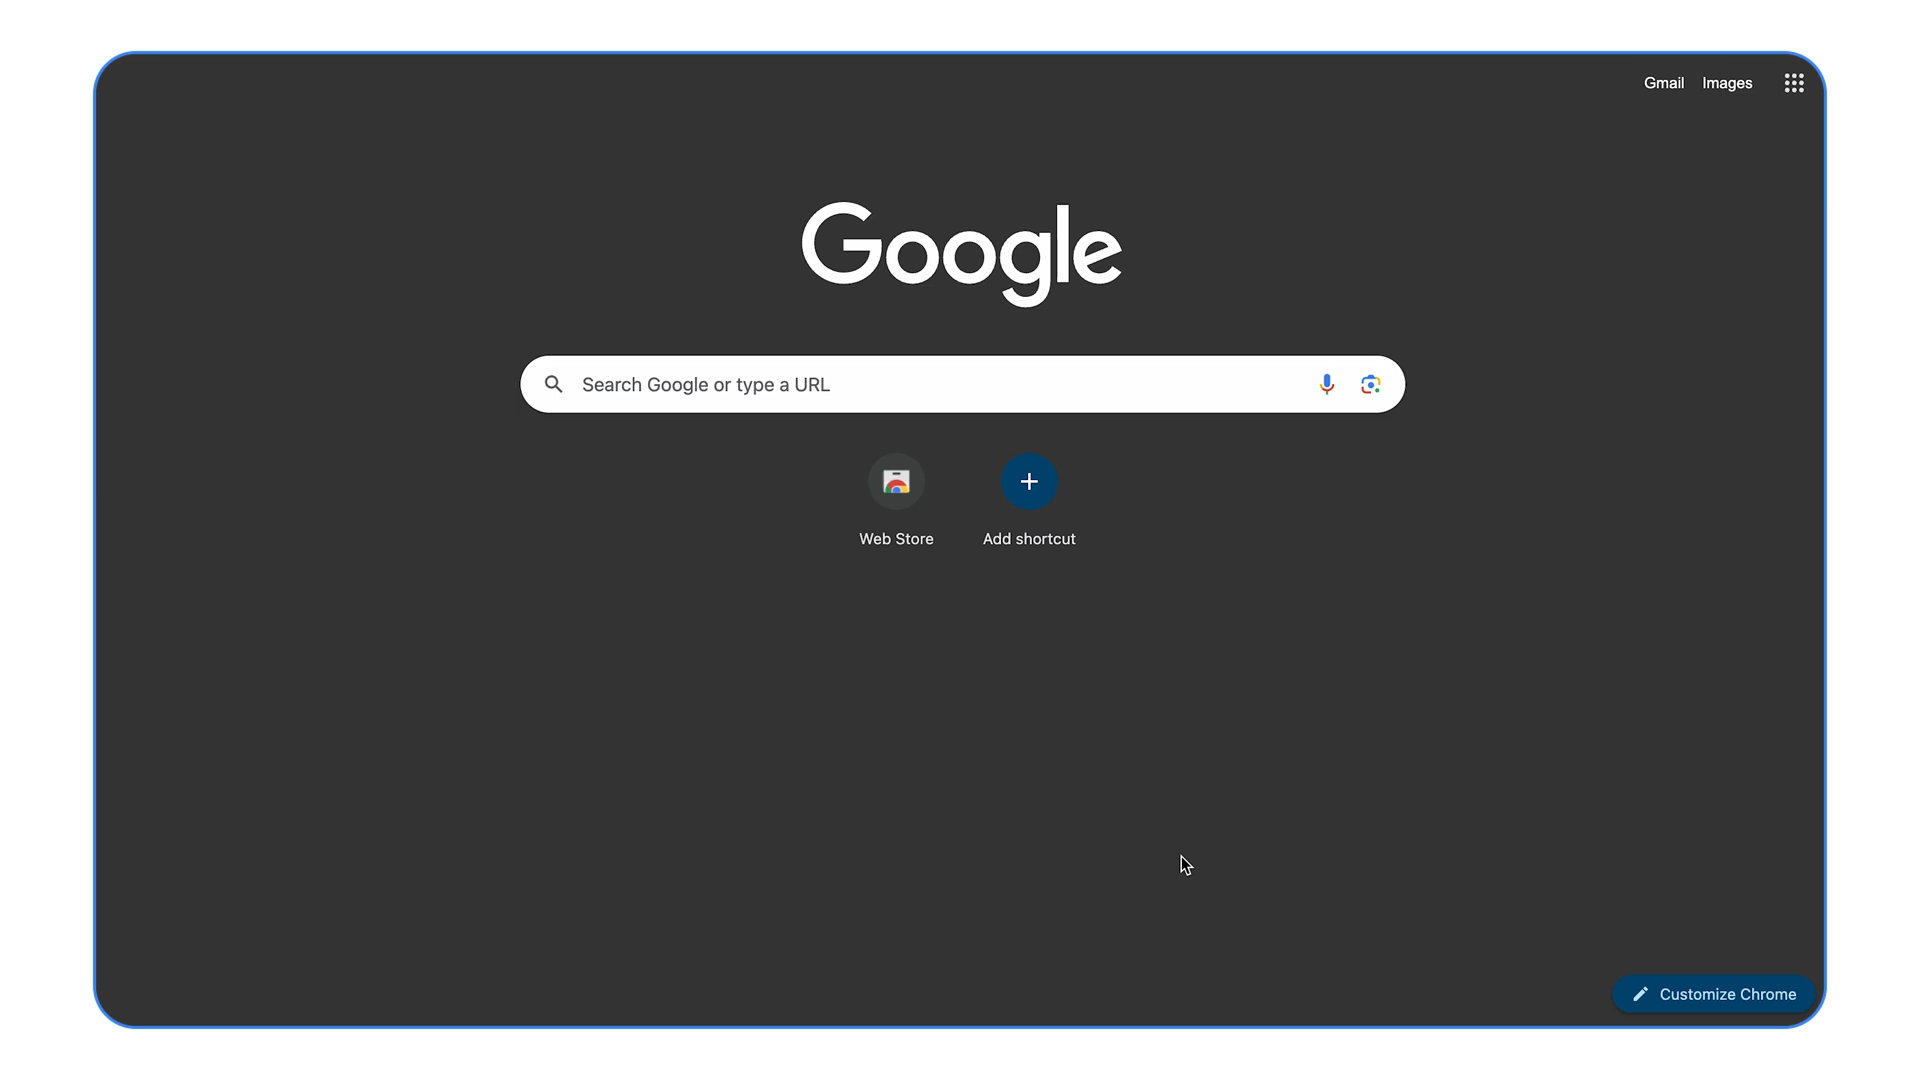 Gmail Images
Google
Search Google or type a URL
Web Store Add shortcut
Customize Chrome